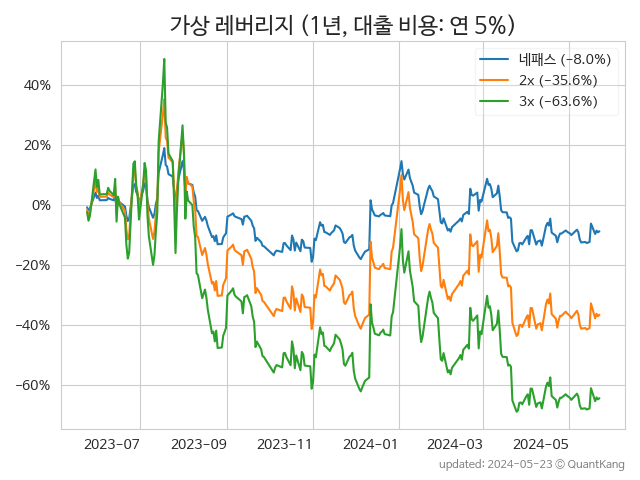 가상 레버리지 (1년, 대출 비용: 연 5%)
네패스 (−8.0%)
2x (−35.6%)
3x (−63.6%)
40%
20%
0%
−20%
−40%
−60%
2023-07
2023-09
2023-11
2024-01
2024-03
2024-05
updated: 2024-05-23 ⓒ QuantKang